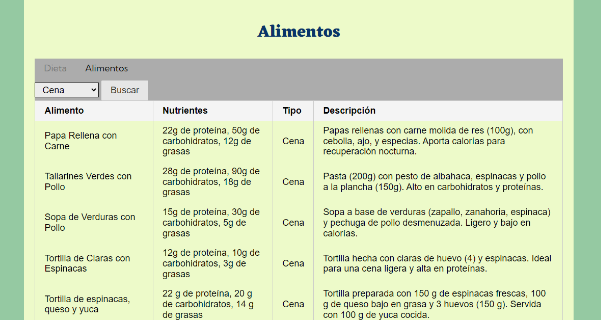 Alimentos
Dieta Alimentos
Cena Buscar
Alimento Nutrientes Tipo Descripción
Papa Rellena con
Carne
22g de proteína, 50g de
carbohidratos, 12g de
grasas
Cena
Papas rellenas con carne molida de res (100g), con
cebolla, ajo, y especias. Aporta calorías para
recuperación nocturna.
Tallarines Verdes con
Pollo
28g de proteína, 90g de
carbohidratos, 16g de
grasas
Cena
Pasta (200g) con pesto de albahaca, espinacas y pollo
a la plancha (150g). Alto en carbohidratos y proteínas.
Sopa de Verduras con
Pollo
15g de proteína, 30g de
carbohidratos, 5g de
grasas
Cena
Sopa a base de verduras (zapallo, zanahoria, espinaca)
y pechuga de pollo desmenuzada. Ligero y bajo en
calorías.
Tortilla de Claras con
Espinacas
12g de proteína, 10g de
carbohidratos, 3g de
grasas
Cena
Tortilla hecha con claras de huevo (4) y espinacas. Ideal
para una cena ligera y alta en proteínas.
Tortilla de espinacas,
queso y yuca
22 g de proteína, 20 g
de carbohidratos, 14 g
de grasas
Cena
Tortilla preparada con 150 g de espinacas frescas, 100
g de queso bajo en grasa y 3 huevos (150 g). Servida
con 100 g de yuca cocida.